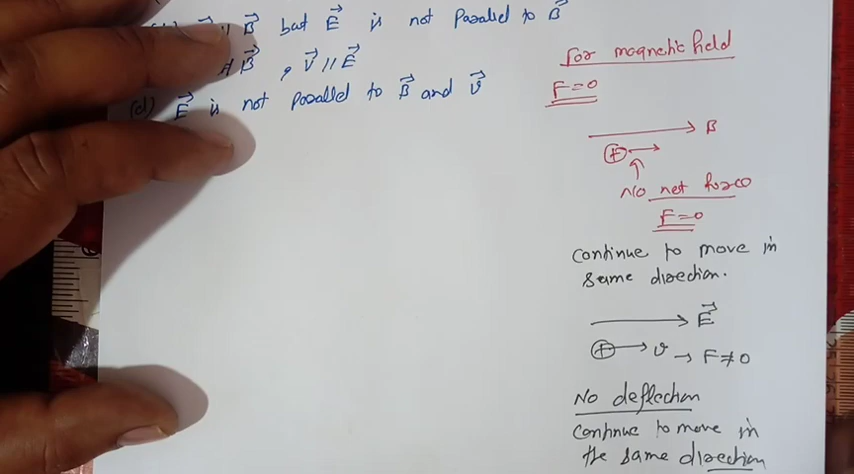 B⃗ but E⃗ is not Parallel to B⃗
B⃗ , V⃗ // E⃗
(d) E⃗ is not parallel to B⃗ and v⃗
For magnetic field
F=0
B
+
No net force
F=0
Continue to move in
same direction.
E⃗
+ v → F≠0
No deflection
Continue to move in
the same direction